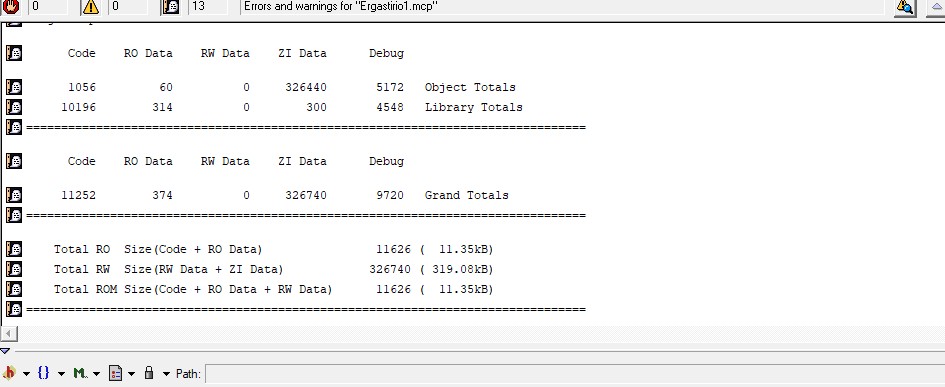 0 0 13 Errors and warnings for "Ergastirio1.mcp"
Code RO Data RW Data ZI Data Debug
1056 60 0 326440 5172 Object Totals
10196 314 0 300 4548 Library Totals
================================================================================
Code RO Data RW Data ZI Data Debug
11252 374 0 326740 9720 Grand Totals
================================================================================
Total RO Size(Code + RO Data) 11626 ( 11.35kB)
Total RW Size(RW Data + ZI Data) 326740 ( 319.08kB)
Total ROM Size(Code + RO Data + RW Data) 11626 ( 11.35kB)
================================================================================
h {} M. Path: